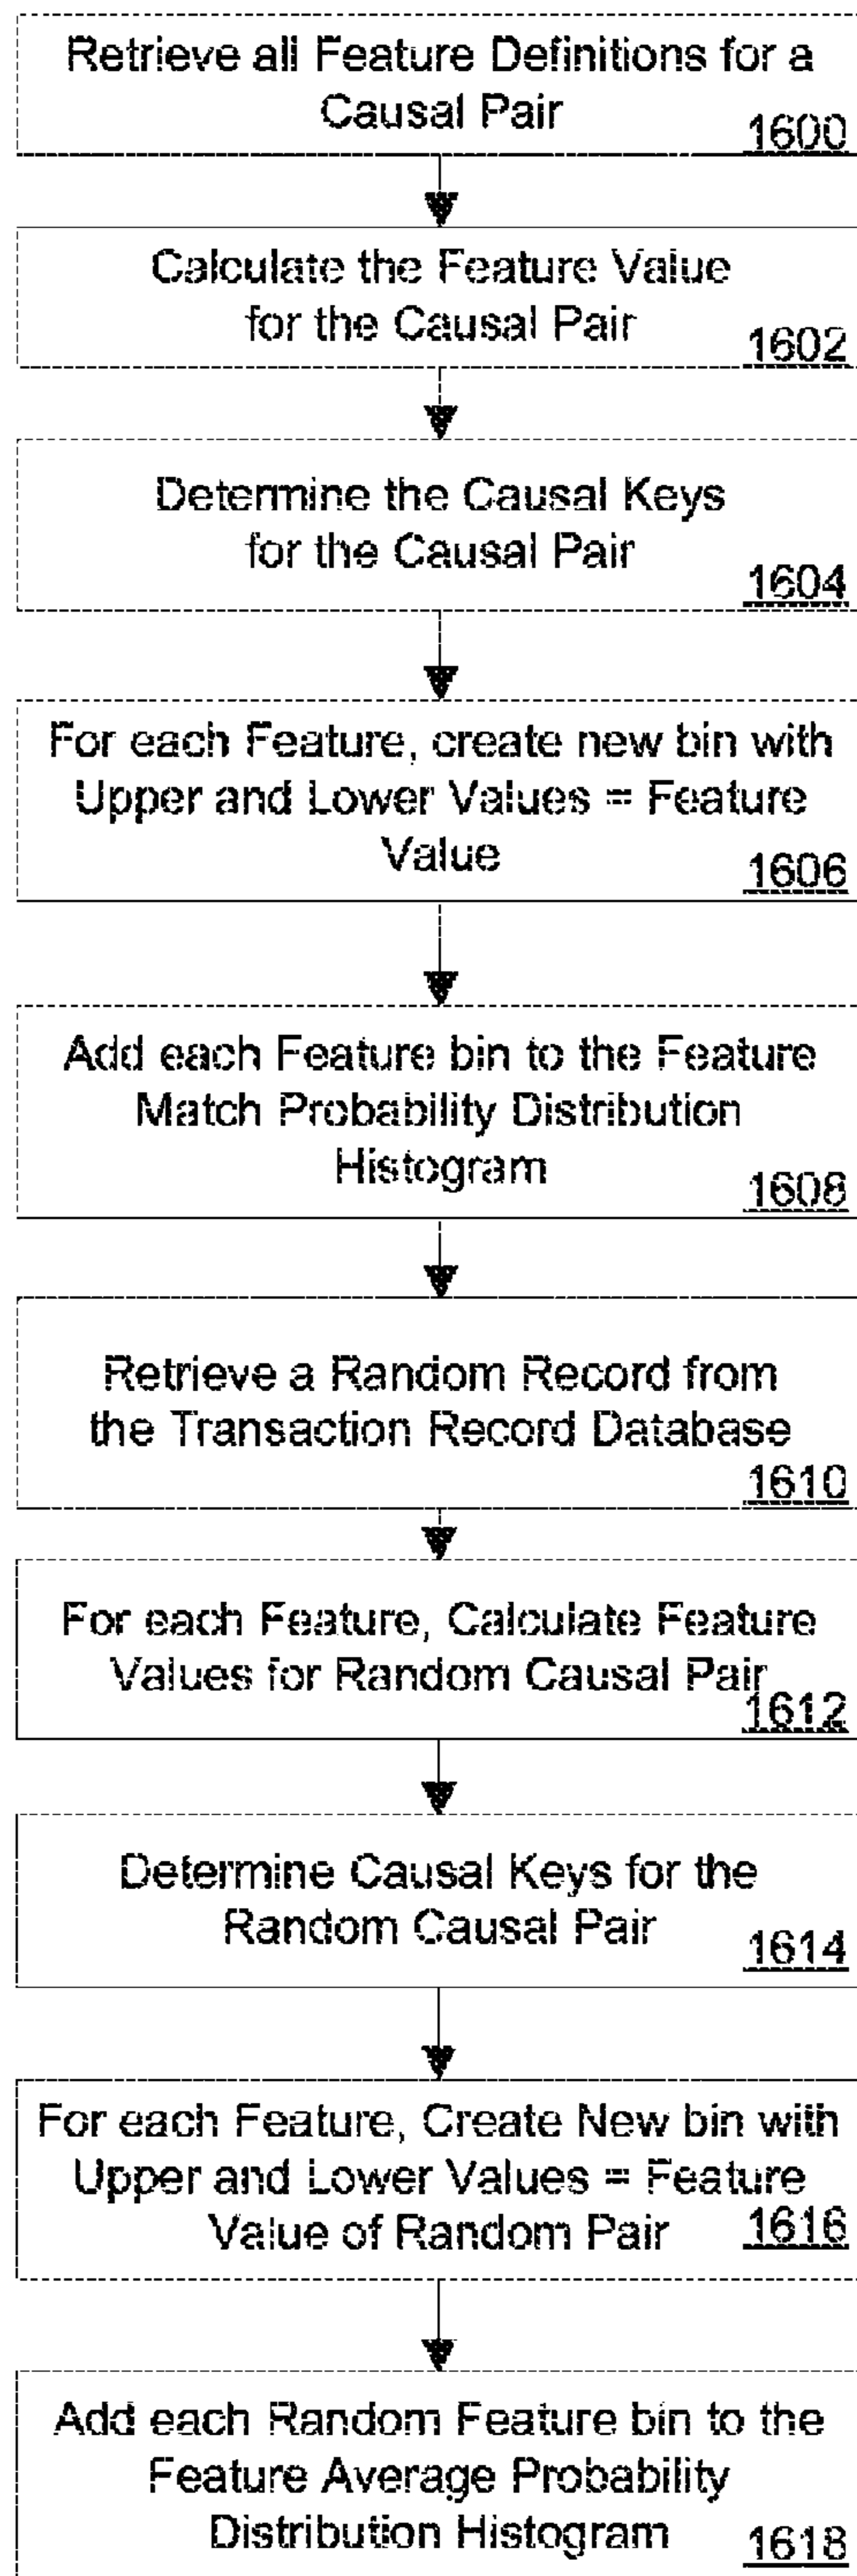 Retrieve all Feature Definitions for a
Causal Pair
1600
Calculate the Feature Value
for the Causal Pair
1602
Determine the Causal Keys
for the Causal Pair
1604
For each Feature, create new bin with
Upper and Lower Values = Feature
Value
1606
Add each Feature bin to the Feature
Match Probability Distribution
Histogram
1608
Retrieve a Random Record from
the Transaction Record Database
1610
For each Feature, Calculate Feature
Values for Random Causal Pair
1612
Determine Causal Keys for the
Random Causal Pair
1614
For each Feature, Create New bin with
Upper and Lower Values = Feature
Value of Random Pair
1616
Add each Random Feature bin to the
Feature Average Probability
Distribution Histogram
1618